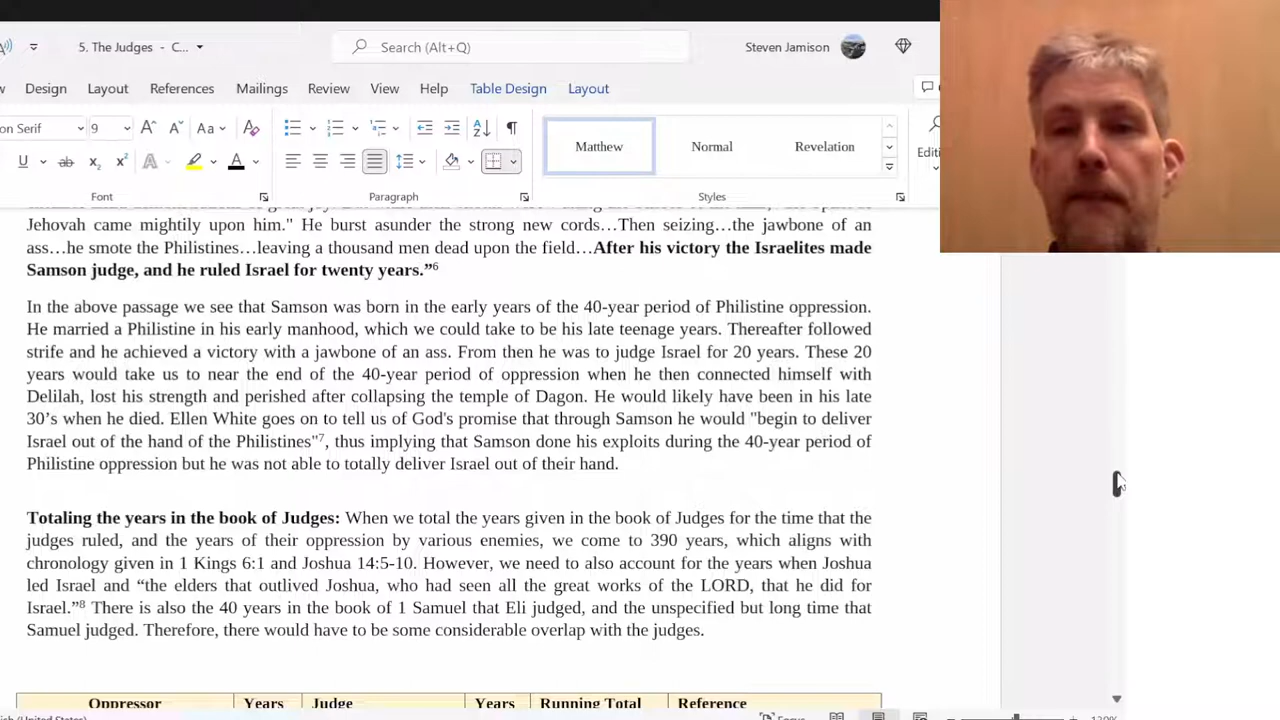 5. The Judges - C...
Search (Alt+Q)
Steven Jamison
Design Layout References Mailings Review View Help Table Design Layout
on Serif 9 Aa
Matthew Normal Revelation
Editi
Font Paragraph Styles
Jehovah came mightily upon him." He burst asunder the strong new cords…Then seizing…the jawbone of an
ass…he smote the Philistines…leaving a thousand men dead upon the field…After his victory the Israelites made
Samson judge, and he ruled Israel for twenty years.”6
In the above passage we see that Samson was born in the early years of the 40-year period of Philistine oppression.
He married a Philistine in his early manhood, which we could take to be his late teenage years. Thereafter followed
strife and he achieved a victory with a jawbone of an ass. From then he was to judge Israel for 20 years. These 20
years would take us to near the end of the 40-year period of oppression when he then connected himself with
Delilah, lost his strength and perished after collapsing the temple of Dagon. He would likely have been in his late
30’s when he died. Ellen White goes on to tell us of God's promise that through Samson he would "begin to deliver
Israel out of the hand of the Philistines"7, thus implying that Samson done his exploits during the 40-year period of
Philistine oppression but he was not able to totally deliver Israel out of their hand.
Totaling the years in the book of Judges: When we total the years given in the book of Judges for the time that the
judges ruled, and the years of their oppression by various enemies, we come to 390 years, which aligns with
chronology given in 1 Kings 6:1 and Joshua 14:5-10. However, we need to also account for the years when Joshua
led Israel and “the elders that outlived Joshua, who had seen all the great works of the LORD, that he did for
Israel.”8 There is also the 40 years in the book of 1 Samuel that Eli judged, and the unspecified but long time that
Samuel judged. Therefore, there would have to be some considerable overlap with the judges.
Oppressor Years Judge Years Running Total Reference